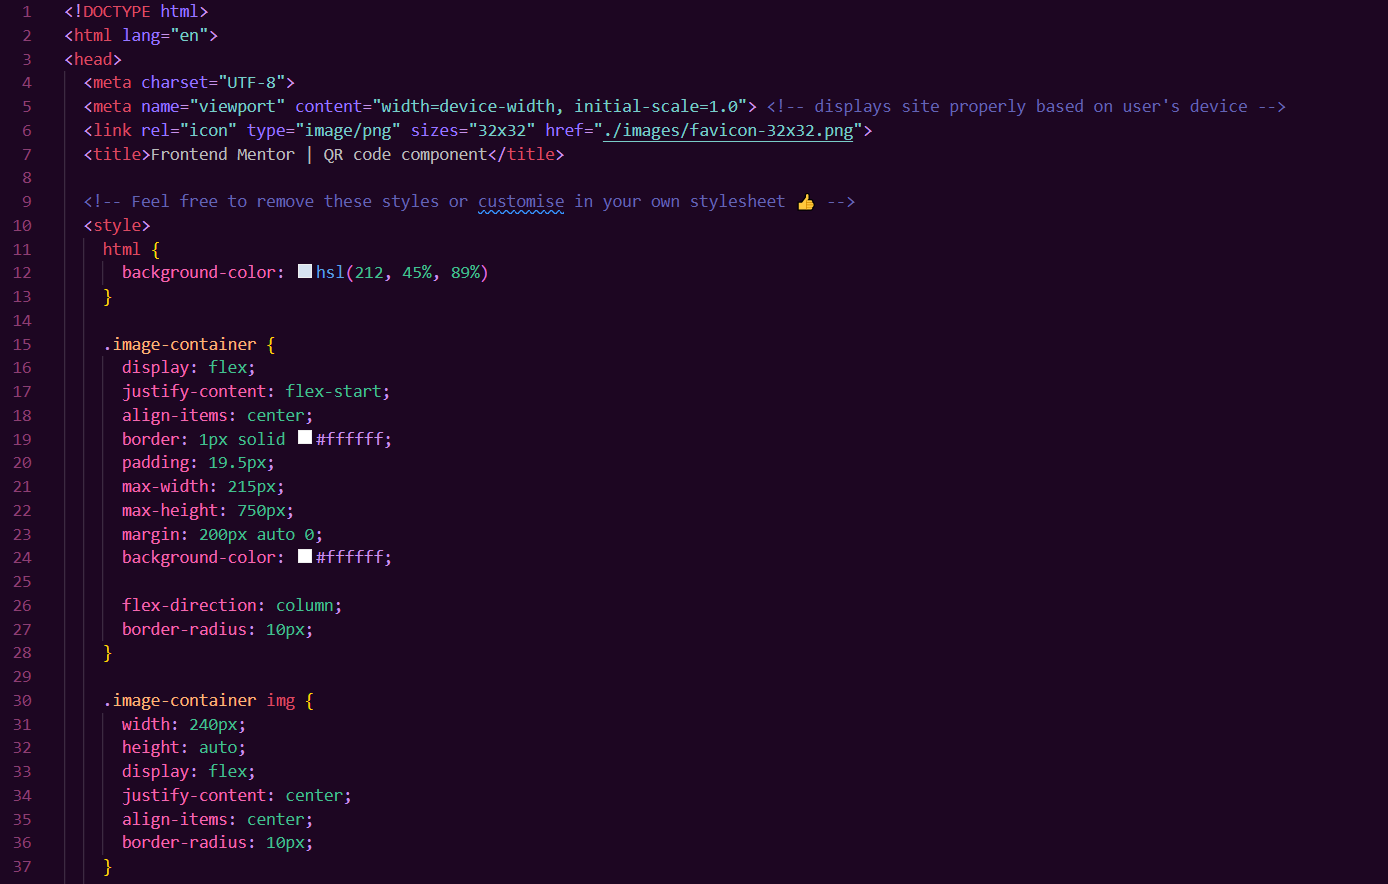 1 <!DOCTYPE html>
2 <html lang="en">
3 <head>
4 <meta charset="UTF-8">
5 <meta name="viewport" content="width=device-width, initial-scale=1.0"> <!-- displays site properly based on user's device -->
6 <link rel="icon" type="image/png" sizes="32x32" href="./images/favicon-32x32.png">
7 <title>Frontend Mentor | QR code component</title>
8
9 <!-- Feel free to remove these styles or customise in your own stylesheet 👍 -->
10 <style>
11 html {
12 background-color: hsl(212, 45%, 89%)
13 }
14
15 .image-container {
16 display: flex;
17 justify-content: flex-start;
18 align-items: center;
19 border: 1px solid #ffffff;
20 padding: 19.5px;
21 max-width: 215px;
22 max-height: 750px;
23 margin: 200px auto 0;
24 background-color: #ffffff;
25
26 flex-direction: column;
27 border-radius: 10px;
28 }
29
30 .image-container img {
31 width: 240px;
32 height: auto;
33 display: flex;
34 justify-content: center;
35 align-items: center;
36 border-radius: 10px;
37 }